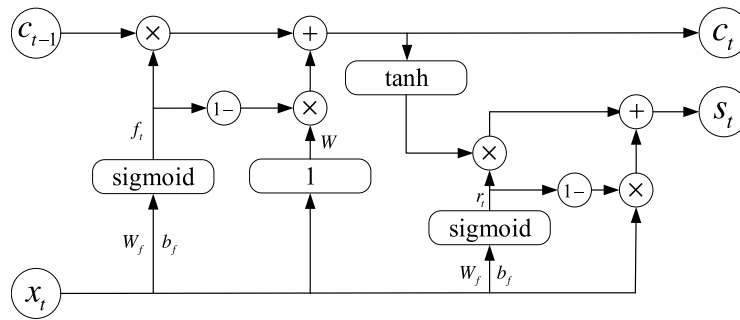 c_{t-1} × + c_t
tanh
f_t 1− × × + s_t
W
sigmoid 1 r_t 1− ×
sigmoid
W_f b_f W_f b_f
x_t